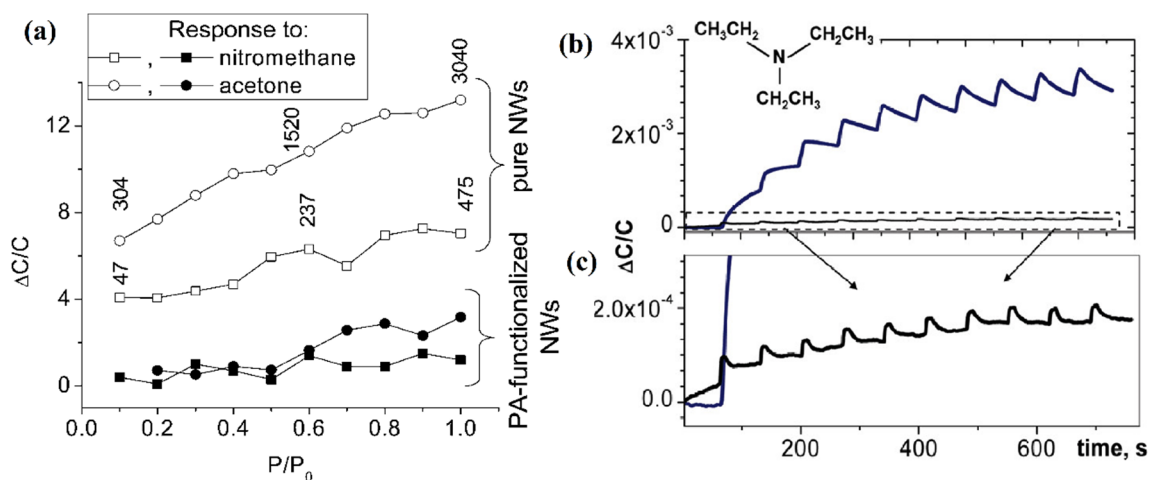 (a)
Response to:
□ , ■ nitromethane
○ , ● acetone
ΔC/C
12
8
4
0
0.0 0.2 0.4 0.6 0.8 1.0
P/P₀
304
1520
3040
47
237
475
pure NWs
PA-functionalized
NWs
(b)
CH₃CH₂
CH₂CH₃
N
CH₂CH₃
4x10⁻³
2x10⁻³
0
ΔC/C
(c)
2.0x10⁻⁴
0.0
200 400 600 time, s